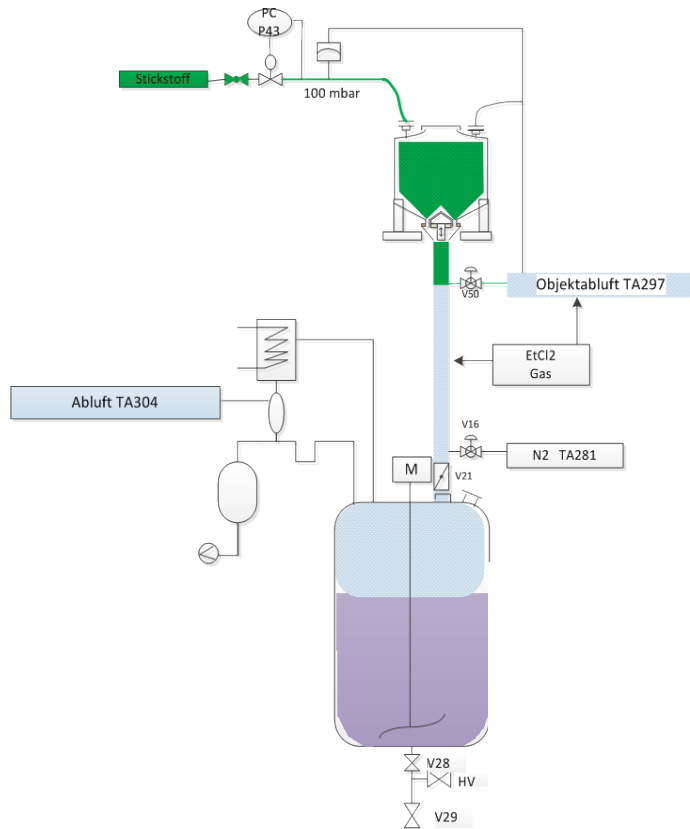 PC
P43
Stickstoff
100 mbar
V50
Objektabluft TA297
EtCl2
Gas
Abluft TA304
V16
M
V21
N2 TA281
V28
HV
V29